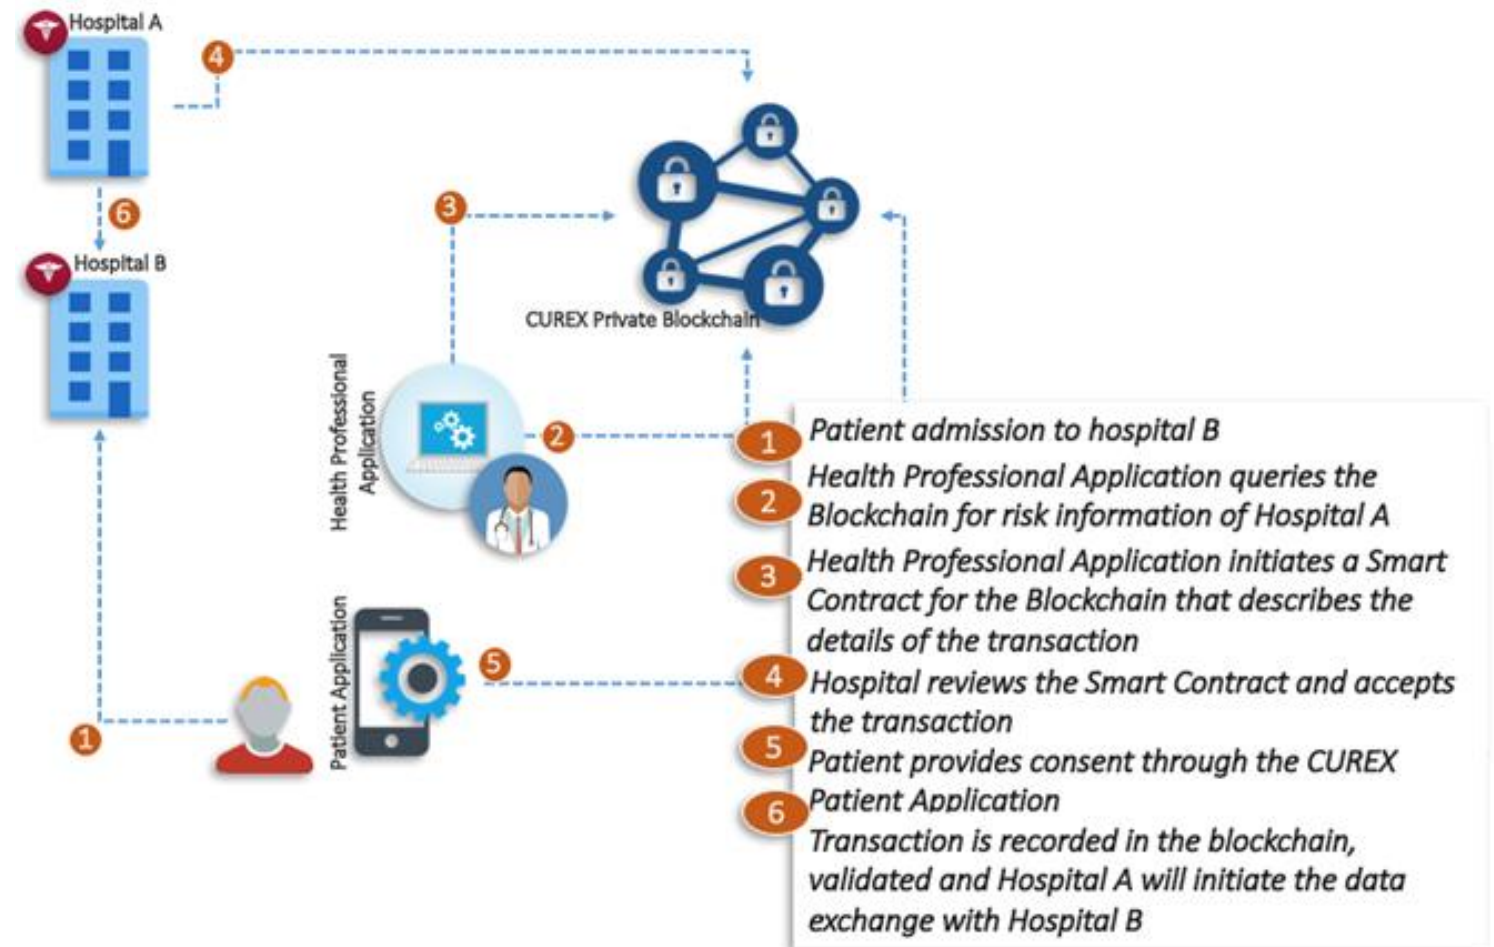 Hospital A
4
3
6
Hospital B
CUREX Private Blockchain
Health Professional
Application
2
1 Patient admission to hospital B
2 Health Professional Application queries the
Blockchain for risk information of Hospital A
3 Health Professional Application initiates a Smart
Contract for the Blockchain that describes the
details of the transaction
4 Hospital reviews the Smart Contract and accepts
the transaction
5 Patient provides consent through the CUREX
Patient Application
6 Transaction is recorded in the blockchain,
validated and Hospital A will initiate the data
exchange with Hospital B
Patient Application
5
1